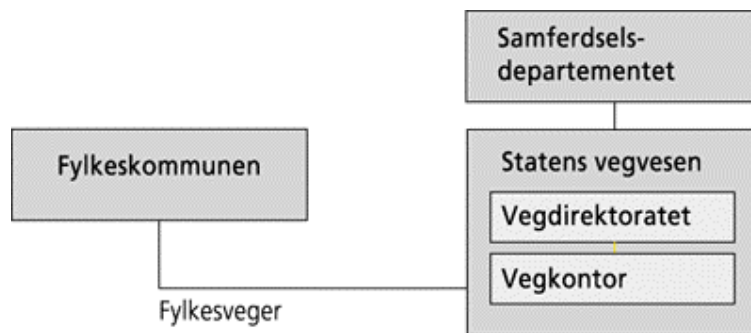 Samferdsels-
departementet
Fylkeskommunen
Statens vegvesen
Vegdirektoratet
Vegkontor
Fylkesveger